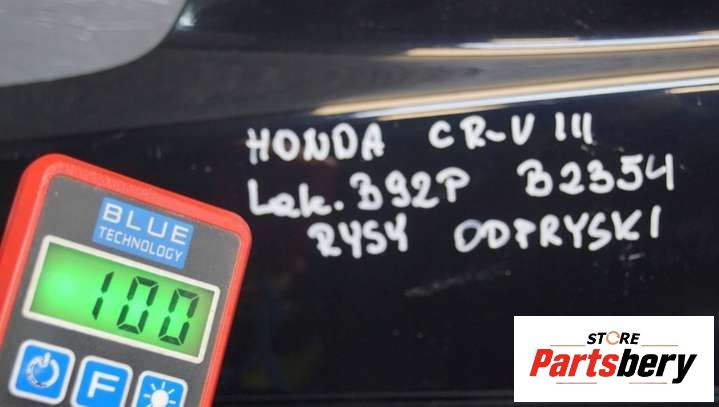 HONDA CR-V III
Lak. B92P B2354
RYSY ODPRYSKI
BLUE
TECHNOLOGY
100
F
STORE
Partsbery